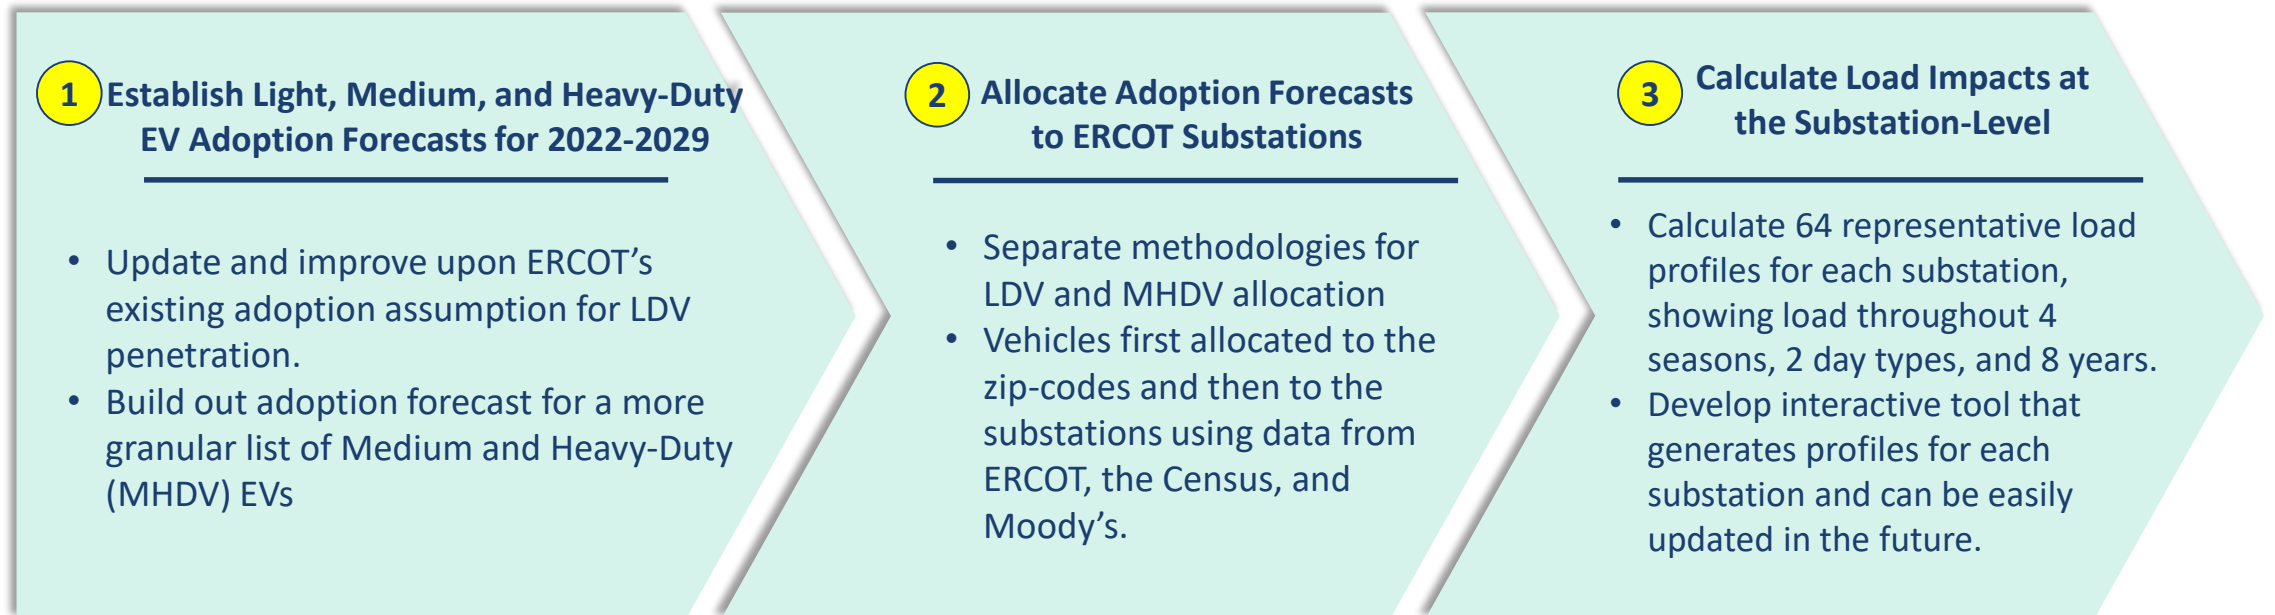 1
Establish Light, Medium, and Heavy-Duty
EV Adoption Forecasts for 2022-2029
• Update and improve upon ERCOT’s
existing adoption assumption for LDV
penetration.
• Build out adoption forecast for a more
granular list of Medium and Heavy-Duty
(MHDV) EVs
2
Allocate Adoption Forecasts
to ERCOT Substations
• Separate methodologies for
LDV and MHDV allocation
• Vehicles first allocated to the
zip-codes and then to the
substations using data from
ERCOT, the Census, and
Moody’s.
3
Calculate Load Impacts at
the Substation-Level
• Calculate 64 representative load
profiles for each substation,
showing load throughout 4
seasons, 2 day types, and 8 years.
• Develop interactive tool that
generates profiles for each
substation and can be easily
updated in the future.